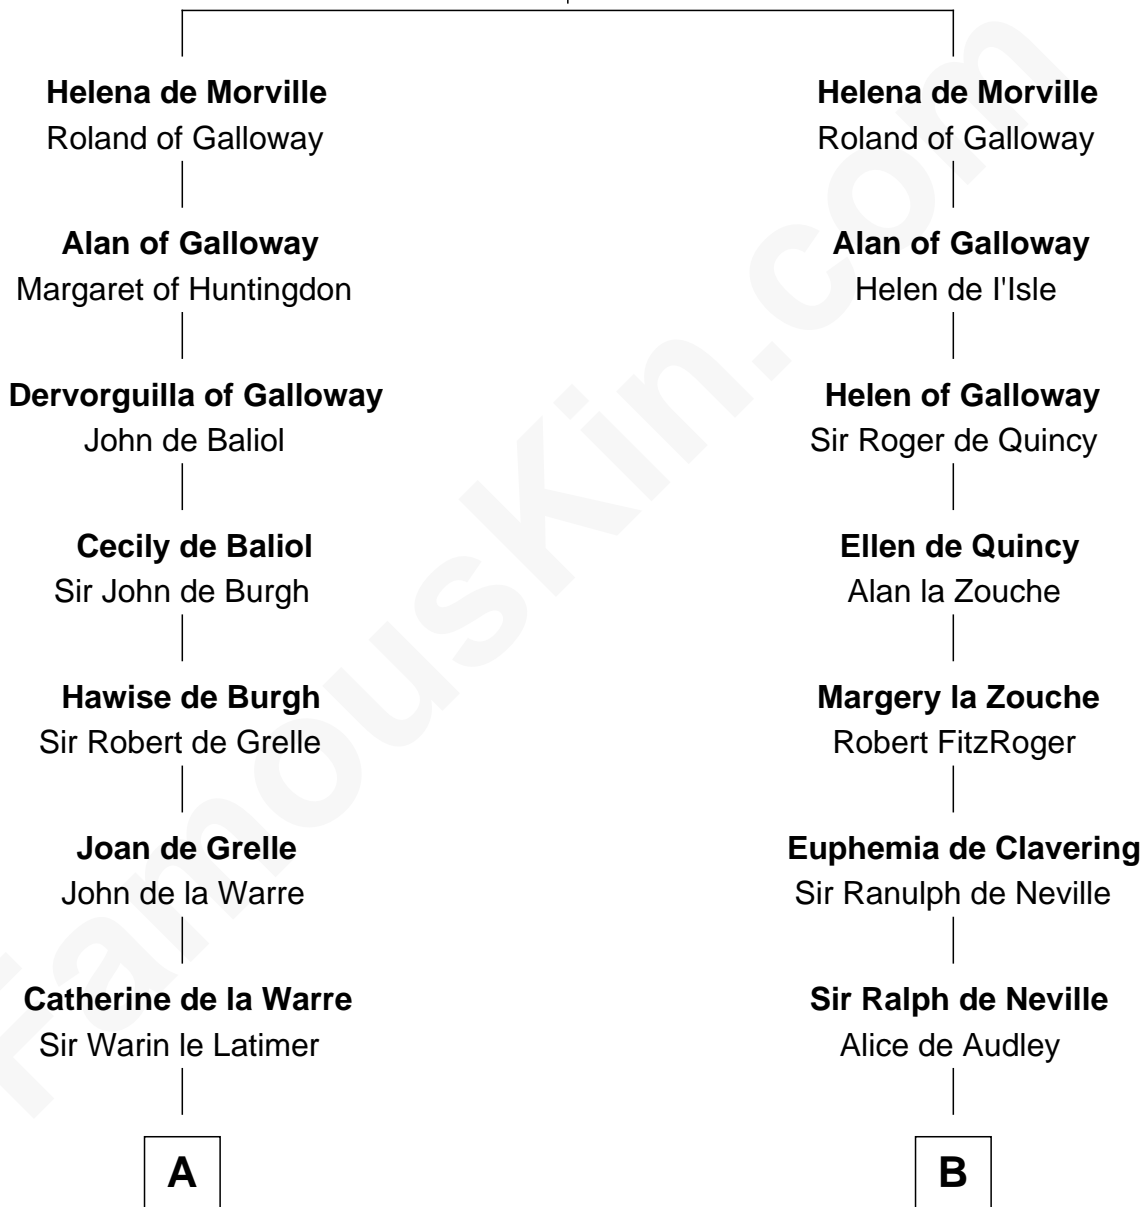 Helena de Morville
Roland of Galloway
Alan of Galloway
Margaret of Huntingdon
Dervorguilla of Galloway
John de Baliol
Cecily de Baliol
Sir John de Burgh
Hawise de Burgh
Sir Robert de Grelle
Joan de Grelle
John de la Warre
Catherine de la Warre
Sir Warin le Latimer
A
Helena de Morville
Roland of Galloway
Alan of Galloway
Helen de I'Isle
Helen of Galloway
Sir Roger de Quincy
Ellen de Quincy
Alan la Zouche
Margery la Zouche
Robert FitzRoger
Euphemia de Clavering
Sir Ranulph de Neville
Sir Ralph de Neville
Alice de Audley
B
FamousKin.com